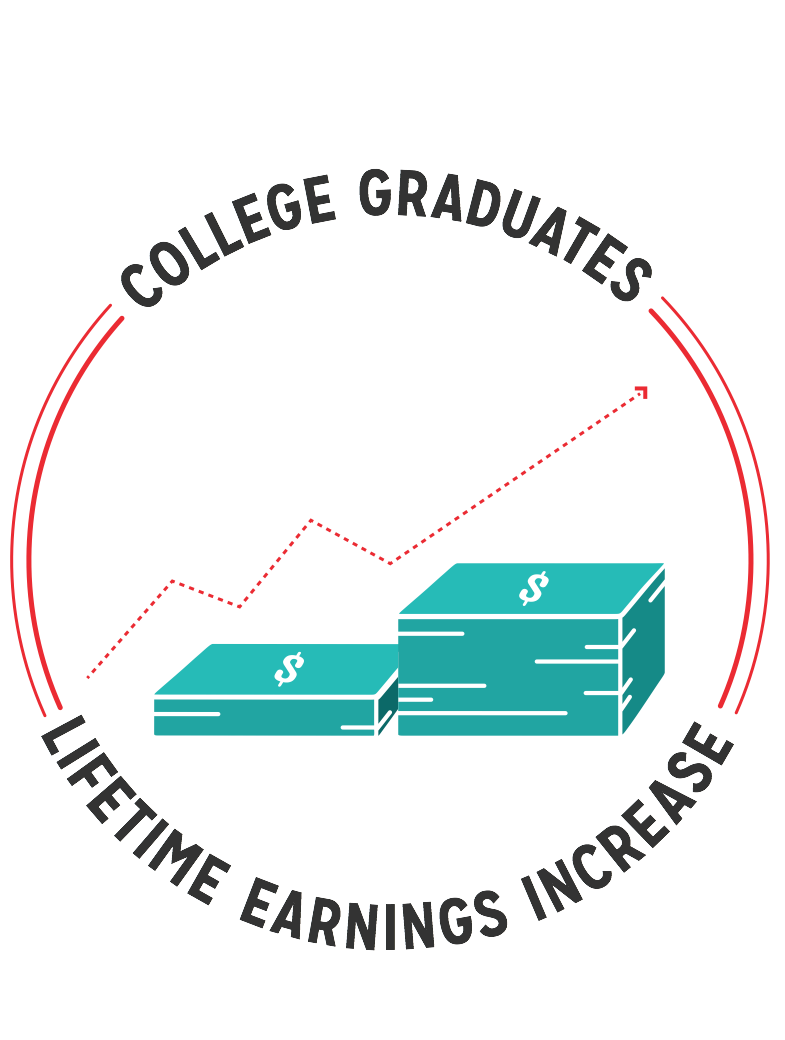 COLLEGE GRADUATES
$
$
LIFETIME EARNINGS INCREASE